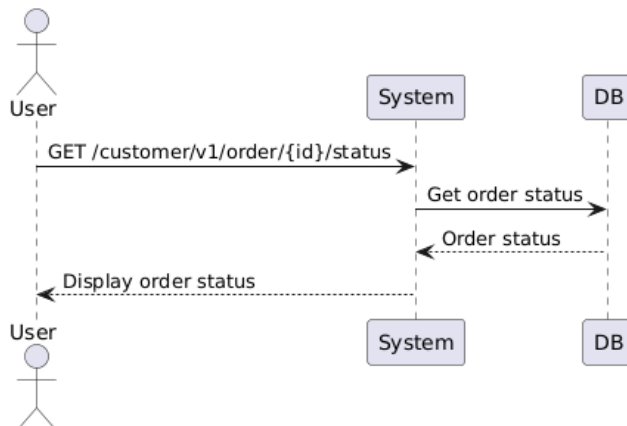 User
System
DB
GET /customer/v1/order/{id}/status
Get order status
Order status
Display order status
User
System
DB